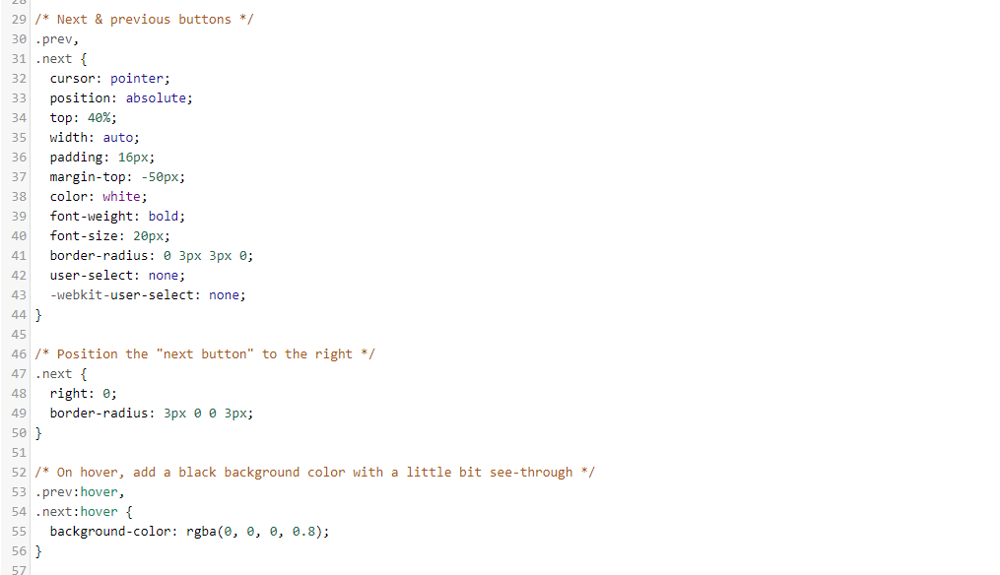 28
29 /* Next & previous buttons */
30 .prev,
31 .next {
32   cursor: pointer;
33   position: absolute;
34   top: 40%;
35   width: auto;
36   padding: 16px;
37   margin-top: -50px;
38   color: white;
39   font-weight: bold;
40   font-size: 20px;
41   border-radius: 0 3px 3px 0;
42   user-select: none;
43   -webkit-user-select: none;
44 }
45
46 /* Position the "next button" to the right */
47 .next {
48   right: 0;
49   border-radius: 3px 0 0 3px;
50 }
51
52 /* On hover, add a black background color with a little bit see-through */
53 .prev:hover,
54 .next:hover {
55   background-color: rgba(0, 0, 0, 0.8);
56 }
57